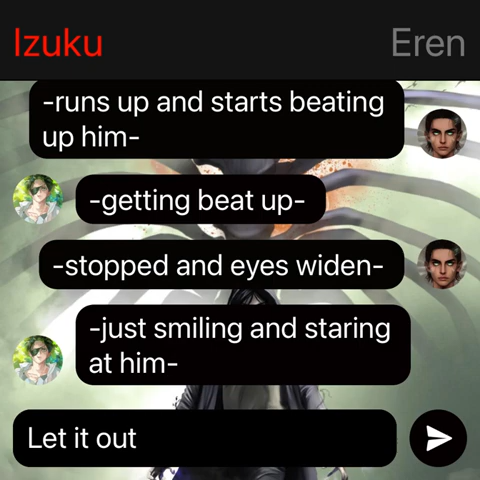 Izuku
Eren
-runs up and starts beating
up him-
-getting beat up-
-stopped and eyes widen-
-just smiling and staring
at him-
Let it out